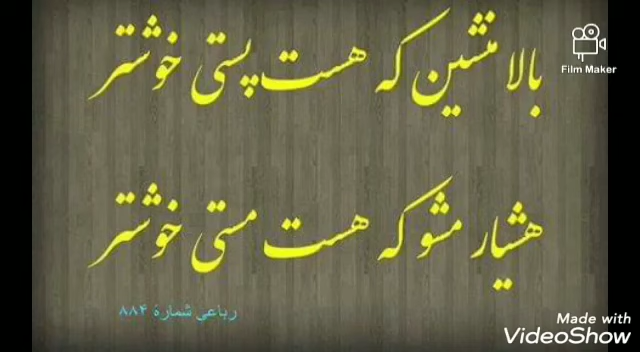 بالا منشین که هست پستی خوشتر
Film Maker
هشیار مشو که هست مستی خوشتر
رباعی شمارهٔ ۸۸۴
Made with
VideoShow